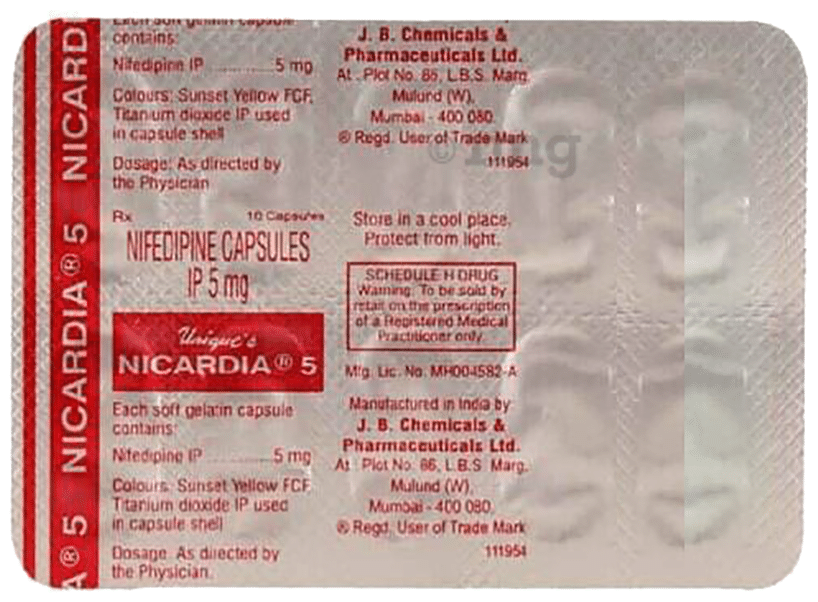 NICARDIA® 5 NICARD
A® 5
Each soft gelatin capsule
contains:
Nifedipine IP ............5 mg
Colours: Sunset Yellow FCF,
Titanium dioxide IP used
in capsule shell
Dosage: As directed by
the Physician
Rx 10 Capsules
NIFEDIPINE CAPSULES
IP 5 mg
Unique's
NICARDIA® 5
Each soft gelatin capsule
contains:
Nifedipine IP ............5 mg
Colours: Sunset Yellow FCF,
Titanium dioxide IP used
in capsule shell
Dosage. As directed by
the Physician.
J. B. Chemicals &
Pharmaceuticals Ltd.
At : Plot No. 86, L.B.S. Marg,
Mulund (W),
Mumbai - 400 080.
® Regd. User of Trade Mark
111954
Store in a cool place.
Protect from light.
SCHEDULE H DRUG
Warning: To be sold by
retail on the prescription
of a Registered Medical
Practitioner only.
Mfg. Lic. No. MH004582-A
Manufactured in India by
J. B. Chemicals &
Pharmaceuticals Ltd.
At : Plot No. 86, L.B.S. Marg,
Mulund (W),
Mumbai - 400 080.
® Regd. User of Trade Mark
111954